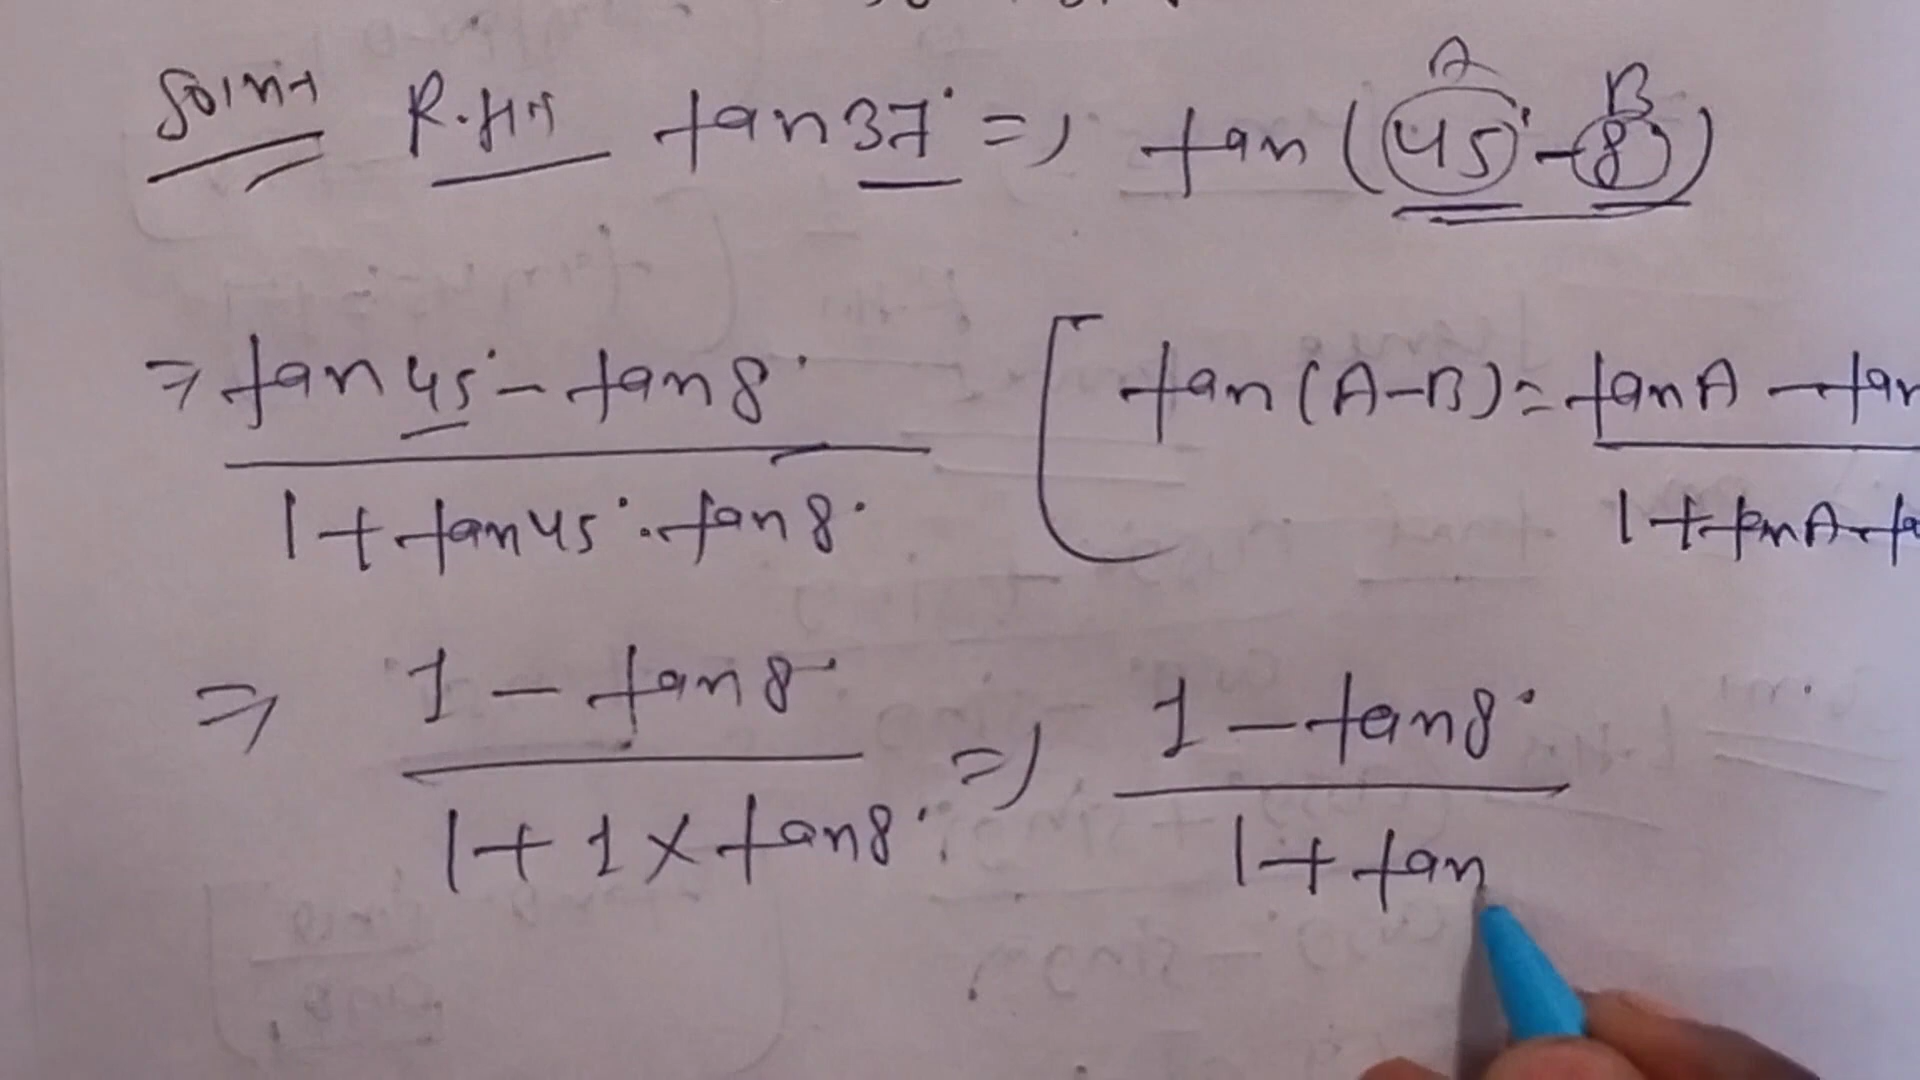 Soln→ R.HS tan37° => tan(45°-8°)
A B
=> tan45° - tan8° [ tan(A-B) = tanA - tan
1 + tan45°.tan8° 1 + tanA-ta
=> 1 - tan8° => 1 - tan8°
1 + 1 × tan8° 1 + tan